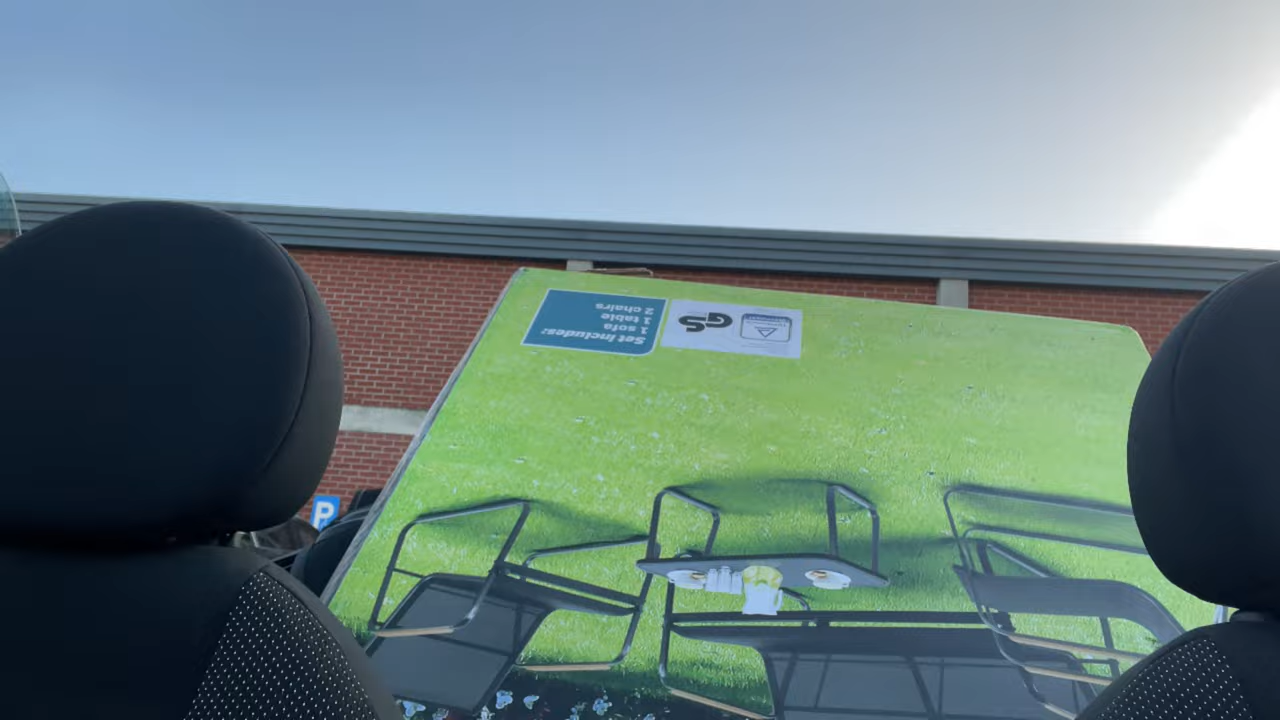 Set Includes:
1 sofa
1 table
2 chairs
GS
P